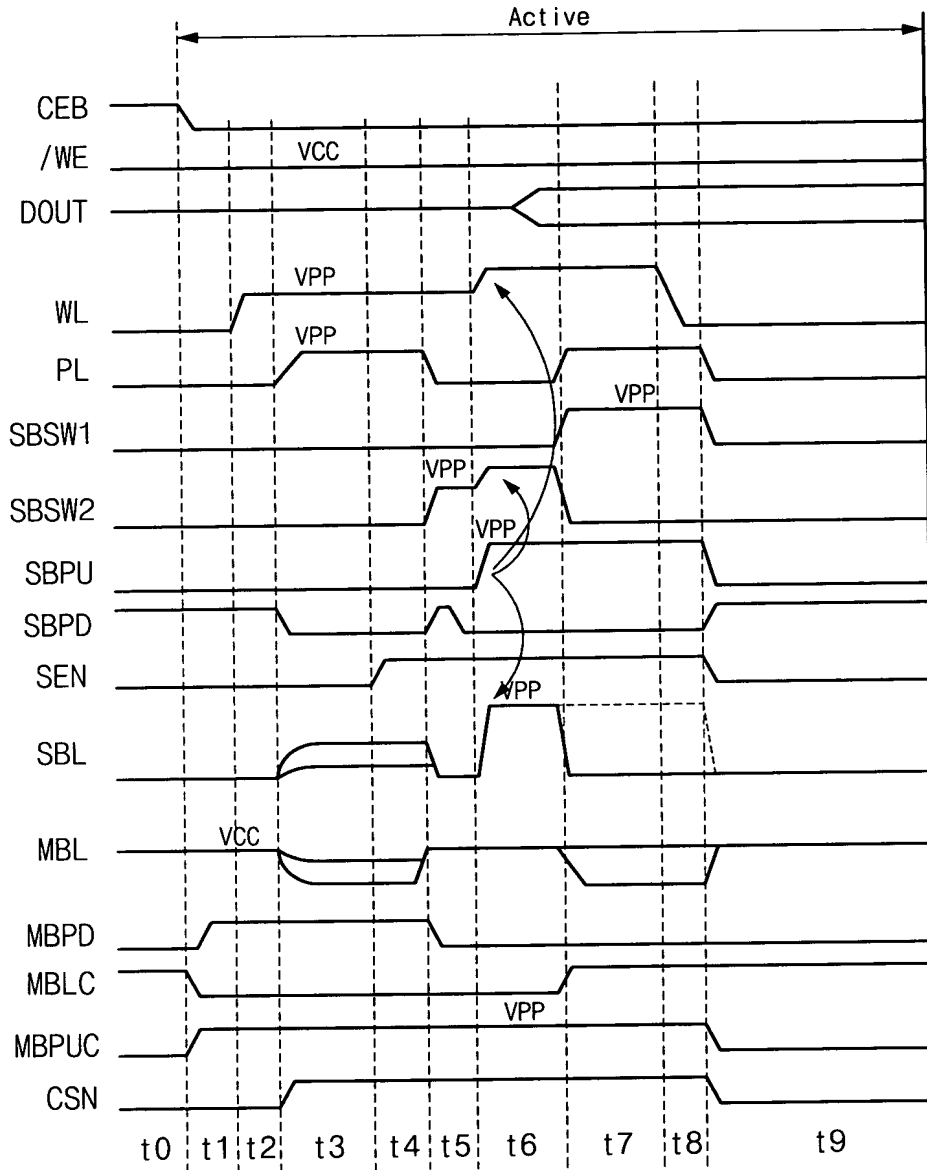 Active
CEB
/WE VCC
DOUT
WL VPP
PL VPP
SBSW1 VPP
SBSW2 VPP
SBPU VPP
SBPD
SEN
SBL VPP
MBL VCC
MBPD
MBLC
MBPUC VPP
CSN
t0 t1 t2 t3 t4 t5 t6 t7 t8 t9